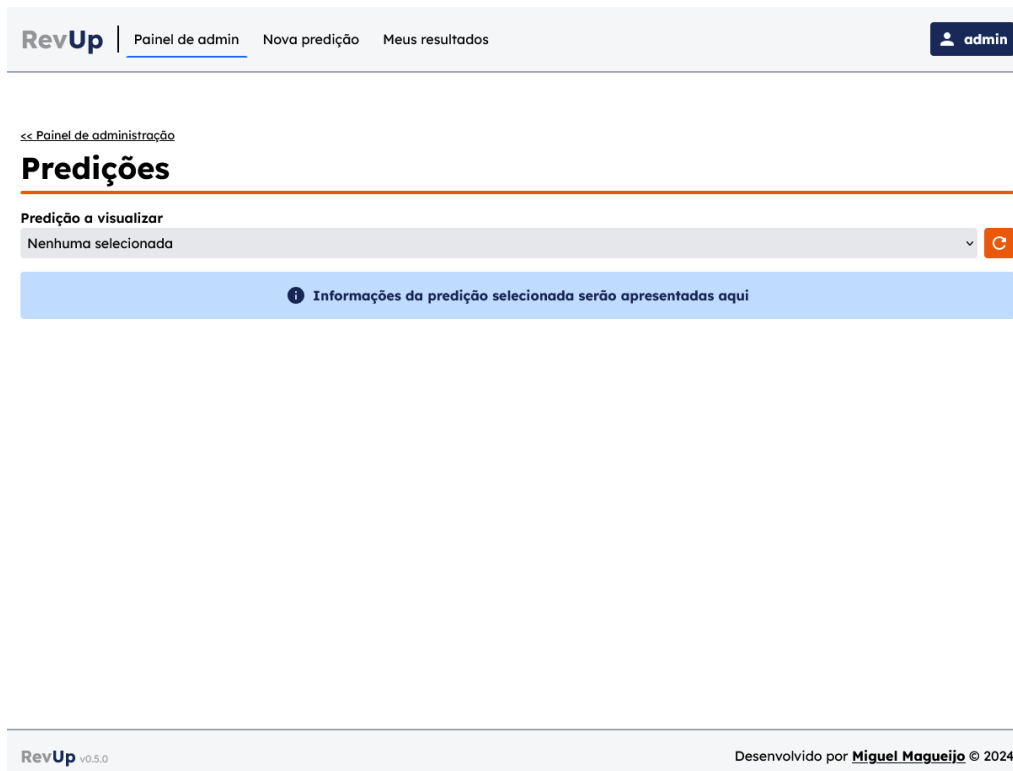 RevUp Painel de admin Nova predição Meus resultados admin
<< Painel de administração
Predições
Predição a visualizar
Nenhuma selecionada
Informações da predição selecionada serão apresentadas aqui
RevUp v0.5.0 Desenvolvido por Miguel Magueijo © 2024